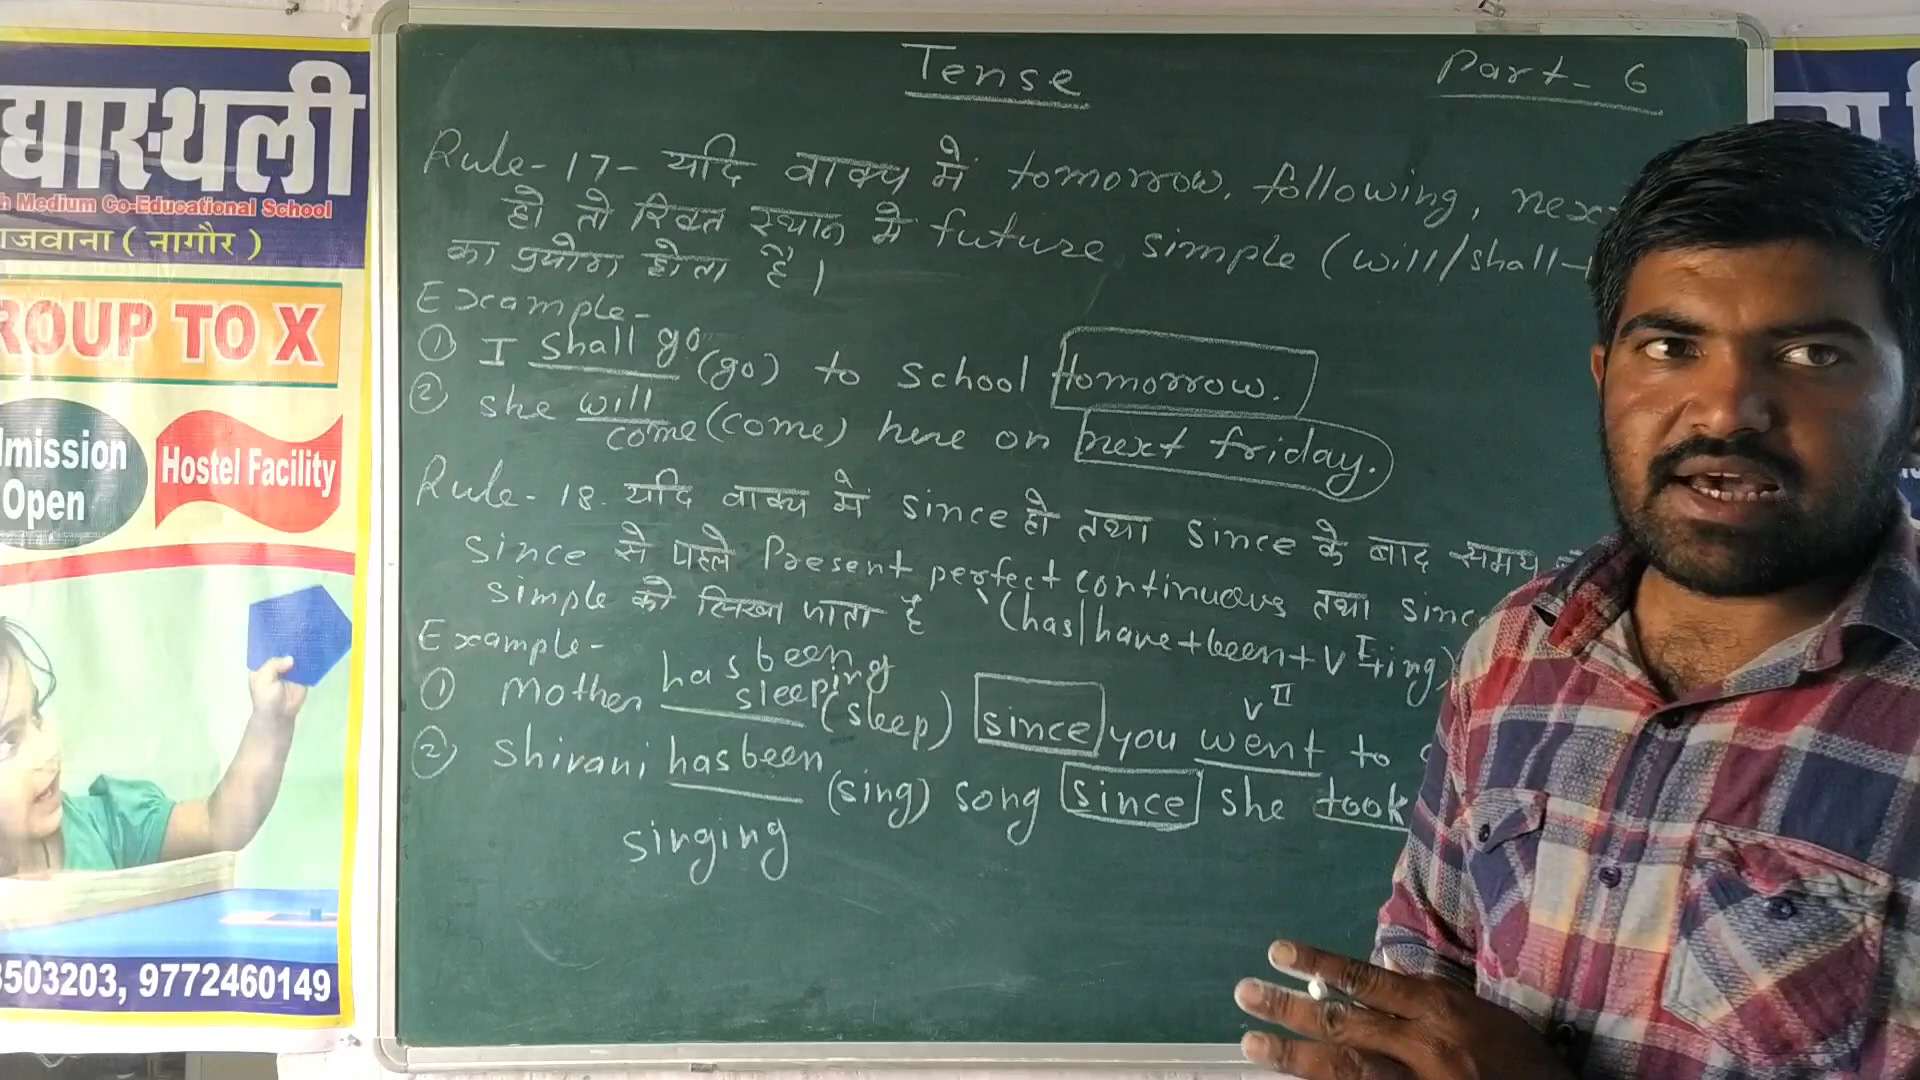 द्यास्थली
h Medium Co-Educational School
जवाना ( नागौर )
ROUP TO X
mission
Open
Hostel Facility
3503203, 9772460149
Tense
Part- 6
Rule- 17- यदि वाक्य में tomorrow, following, nex
हो तो रिक्त स्थान में future simple (will/shall-
का प्रयोग होता है।
Example-
① I shall go (go) to school tomorrow.
② she will come (come) here on next friday.
Rule- 18. यदि वाक्य में since हो तथा since के बाद समय
since से पहले Present perfect continuous तथा sinc
simple को लिखा जाता है (has/have+been+V I+ing)
Example-
① Mother has been sleeping (sleep) since you went to
V II
② Shivani has been (sing) song since she took
singing